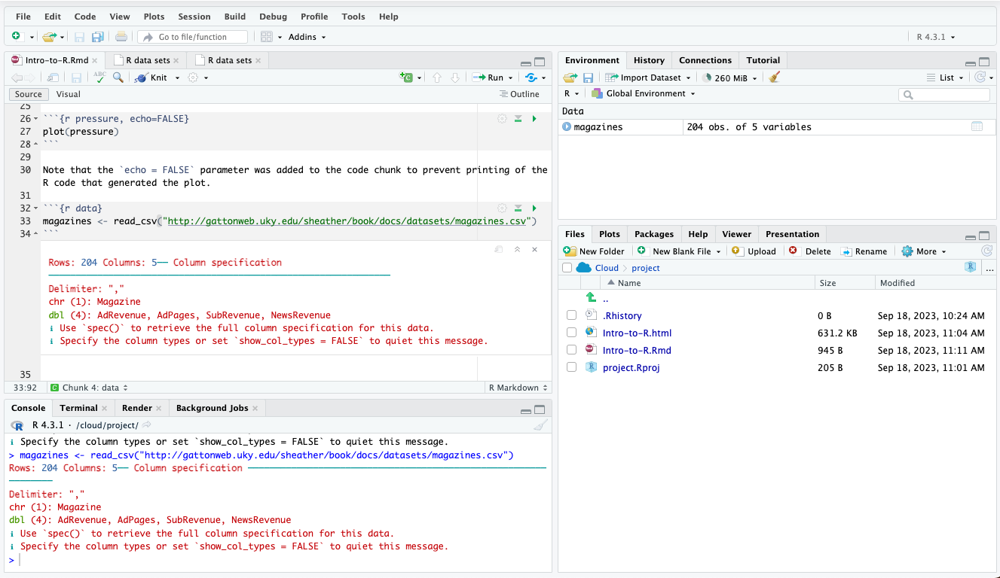 File Edit Code View Plots Session Build Debug Profile Tools Help
Go to file/function Addins R 4.3.1
Intro-to-R.Rmd R data sets R data sets
ABC Knit Run
Source Visual Outline
25
26 ```{r pressure, echo=FALSE}
27 plot(pressure)
28 ```
29
30 Note that the `echo = FALSE` parameter was added to the code chunk to prevent printing of the
R code that generated the plot.
31
32 ```{r data}
33 magazines <- read_csv("http://gattonweb.uky.edu/sheather/book/docs/datasets/magazines.csv")
34 ```
Rows: 204 Columns: 5── Column specification
────────────────────────────────────────────────────────────
Delimiter: ","
chr (1): Magazine
dbl (4): AdRevenue, AdPages, SubRevenue, NewsRevenue
ℹ Use `spec()` to retrieve the full column specification for this data.
ℹ Specify the column types or set `show_col_types = FALSE` to quiet this message.
35
33:92 C Chunk 4: data R Markdown
Console Terminal Render Background Jobs
R R 4.3.1 · /cloud/project/
ℹ Specify the column types or set `show_col_types = FALSE` to quiet this message.
> magazines <- read_csv("http://gattonweb.uky.edu/sheather/book/docs/datasets/magazines.csv")
Rows: 204 Columns: 5── Column specification ─────────────────────────────────────────────────────
────────
Delimiter: ","
chr (1): Magazine
dbl (4): AdRevenue, AdPages, SubRevenue, NewsRevenue
ℹ Use `spec()` to retrieve the full column specification for this data.
ℹ Specify the column types or set `show_col_types = FALSE` to quiet this message.
>
Environment History Connections Tutorial
Import Dataset 260 MiB List
R Global Environment
Data
magazines 204 obs. of 5 variables
Files Plots Packages Help Viewer Presentation
New Folder New Blank File Upload Delete Rename More
Cloud project R ...
Name Size Modified
..
.Rhistory 0 B Sep 18, 2023, 10:24 AM
Intro-to-R.html 631.2 KB Sep 18, 2023, 11:04 AM
Intro-to-R.Rmd 945 B Sep 18, 2023, 11:11 AM
project.Rproj 205 B Sep 18, 2023, 11:01 AM